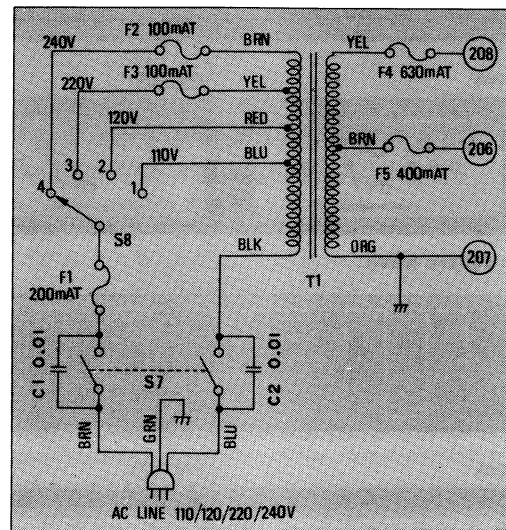 F2 100mAT BRN YEL 208
240V F4 630mAT
F3 100mAT YEL
220V
120V RED
BRN 206
110V BLU F5 400mAT
4 3 2 1
S8
BLK ORG 207
T1
F1
200mAT
C1 0.01 S7 C2 0.01
BRN GRN BLU
AC LINE 110/120/220/240V